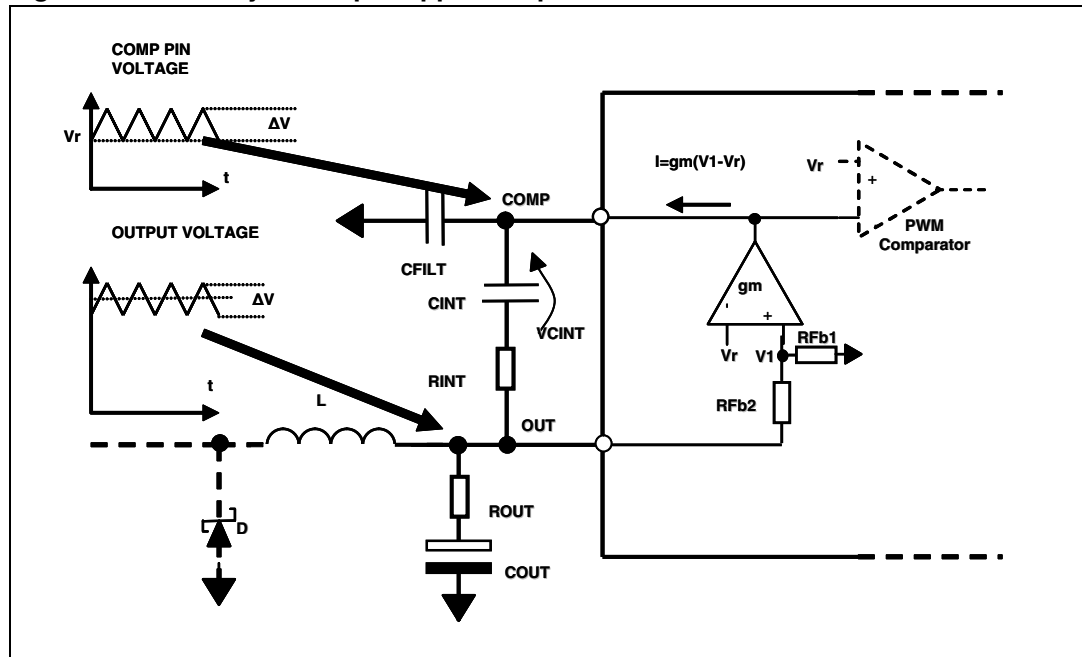 COMP PIN
VOLTAGE
ΔV
Vr
t
I=gm(V1-Vr)
Vr
+
COMP
PWM
Comparator
OUTPUT VOLTAGE
CFILT
gm
ΔV
CINT
- +
VCINT
Vr V1 RFb1
t
RINT
L
RFb2
OUT
ROUT
D
COUT